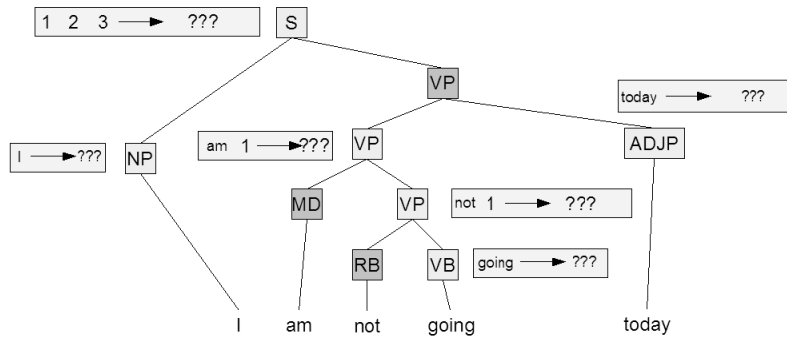 1 2 3 ??? S
VP
today ???
I ??? NP
am 1 ??? VP
ADJP
MD
VP
not 1 ???
RB
VB
going ???
I am not going today